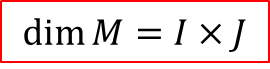 dim M = I × J